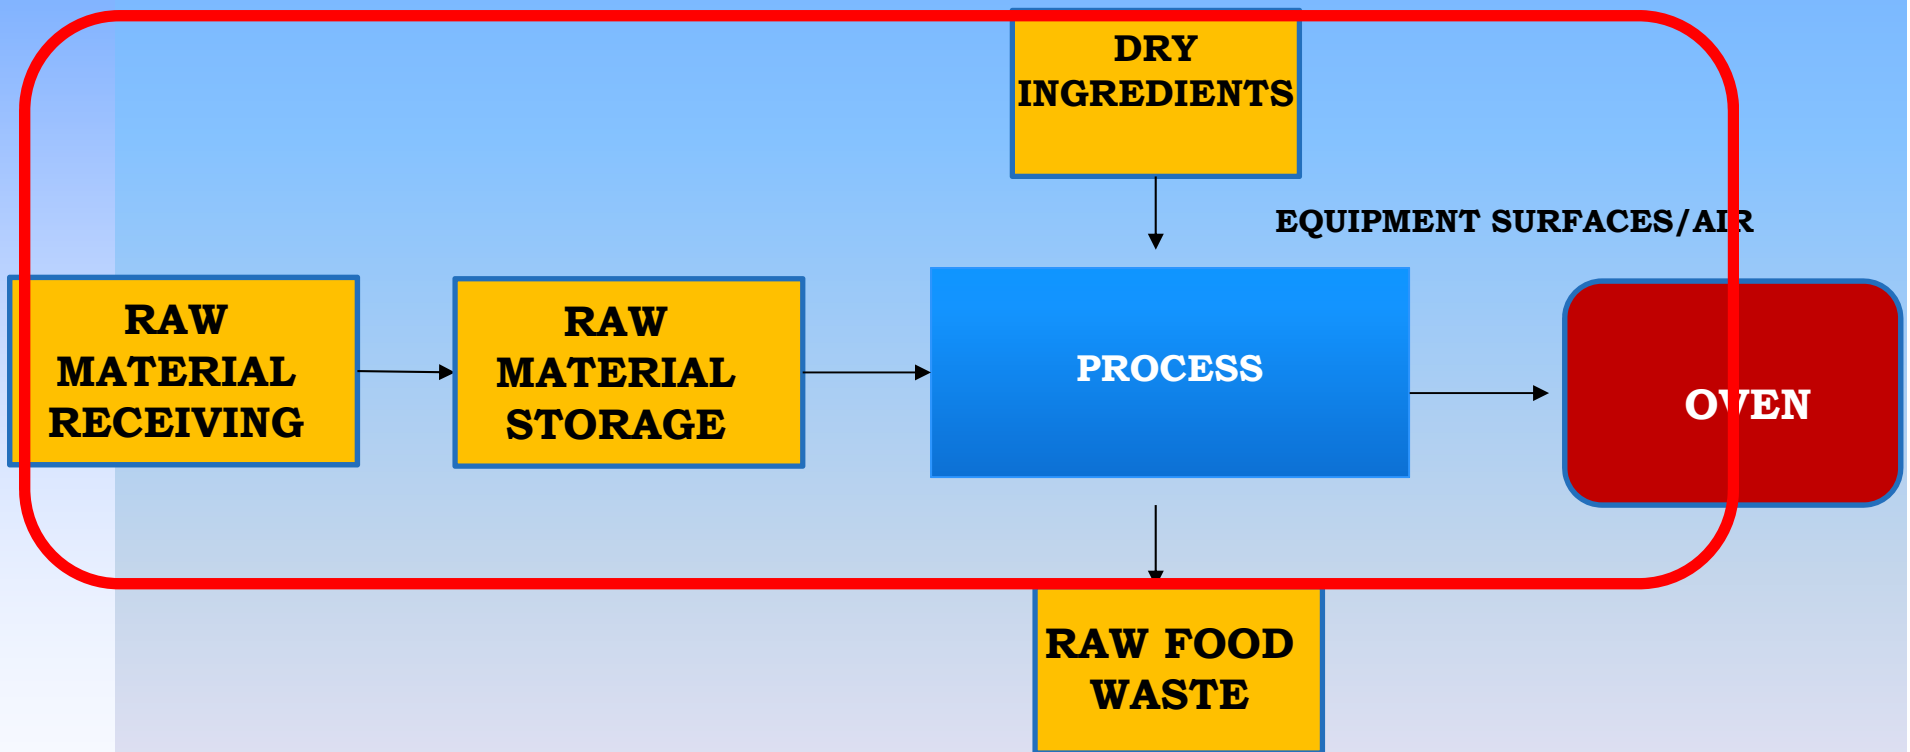 DRY
INGREDIENTS
EQUIPMENT SURFACES/AIR
RAW
MATERIAL
RECEIVING
RAW
MATERIAL
STORAGE
PROCESS
OVEN
RAW FOOD
WASTE